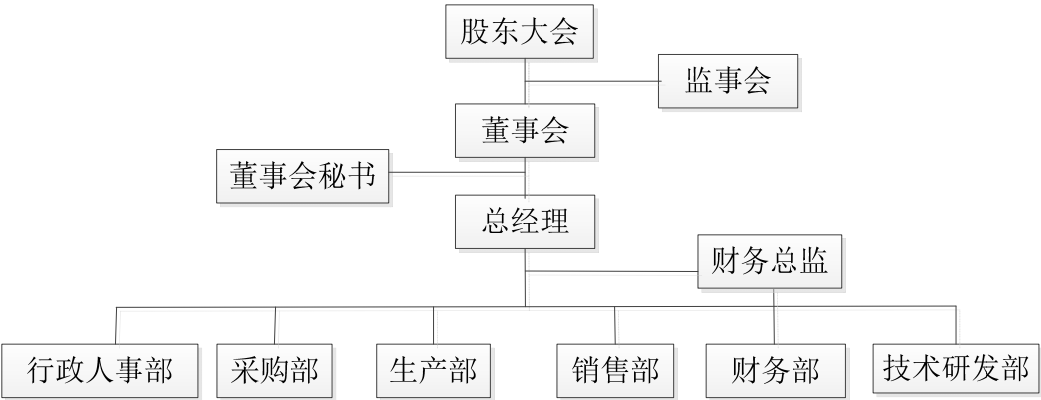 股东大会
监事会
董事会
董事会秘书
总经理
财务总监
行政人事部
采购部
生产部
销售部
财务部
技术研发部